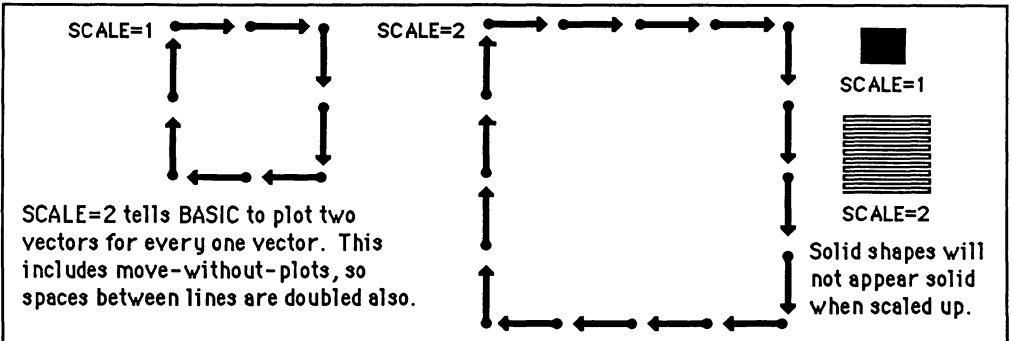 SCALE=1
SCALE=2
SCALE=1
SCALE=2
SCALE=2 tells BASIC to plot two
vectors for every one vector. This
includes move-without-plots, so
spaces between lines are doubled also.
Solid shapes will
not appear solid
when scaled up.